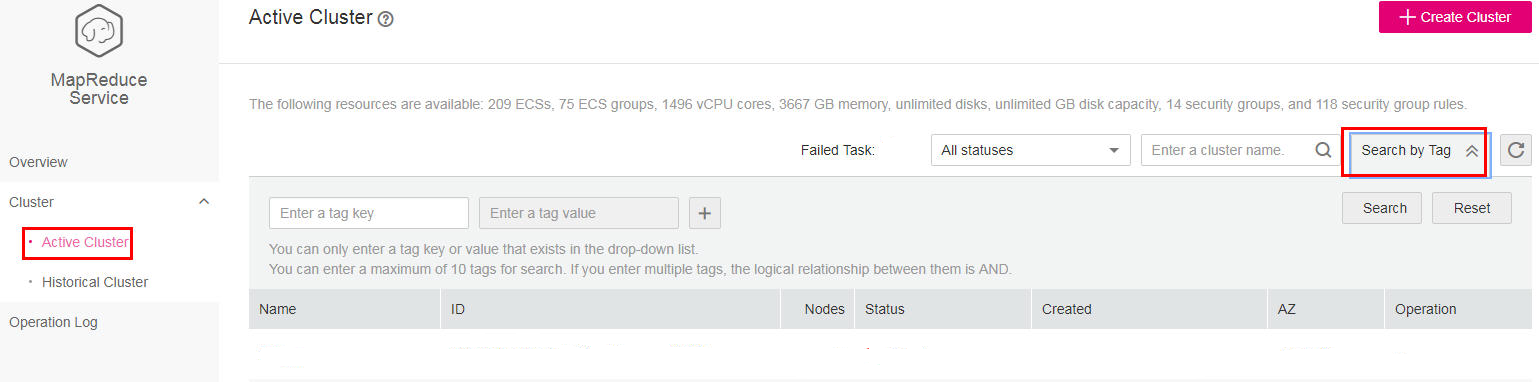 MapReduce
Service
Overview
Cluster
Active Cluster
Historical Cluster
Operation Log
Active Cluster ?
+ Create Cluster
The following resources are available: 209 ECSs, 75 ECS groups, 1496 vCPU cores, 3667 GB memory, unlimited disks, unlimited GB disk capacity, 14 security groups, and 118 security group rules.
Failed Task: All statuses Enter a cluster name. Search by Tag
Enter a tag key Enter a tag value + Search Reset
You can only enter a tag key or value that exists in the drop-down list.
You can enter a maximum of 10 tags for search. If you enter multiple tags, the logical relationship between them is AND.
Name ID Nodes Status Created AZ Operation